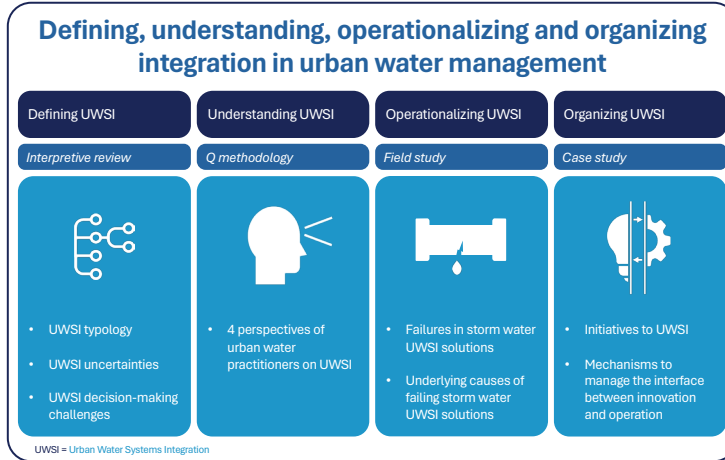 Defining, understanding, operationalizing and organizing
integration in urban water management
Defining UWSI
Interpretive review
• UWSI typology
• UWSI uncertainties
• UWSI decision-making
challenges
Understanding UWSI
Q methodology
• 4 perspectives of
urban water
practitioners on UWSI
Operationalizing UWSI
Field study
• Failures in storm water
UWSI solutions
• Underlying causes of
failing storm water
UWSI solutions
Organizing UWSI
Case study
• Initiatives to UWSI
• Mechanisms to
manage the interface
between innovation
and operation
UWSI = Urban Water Systems Integration